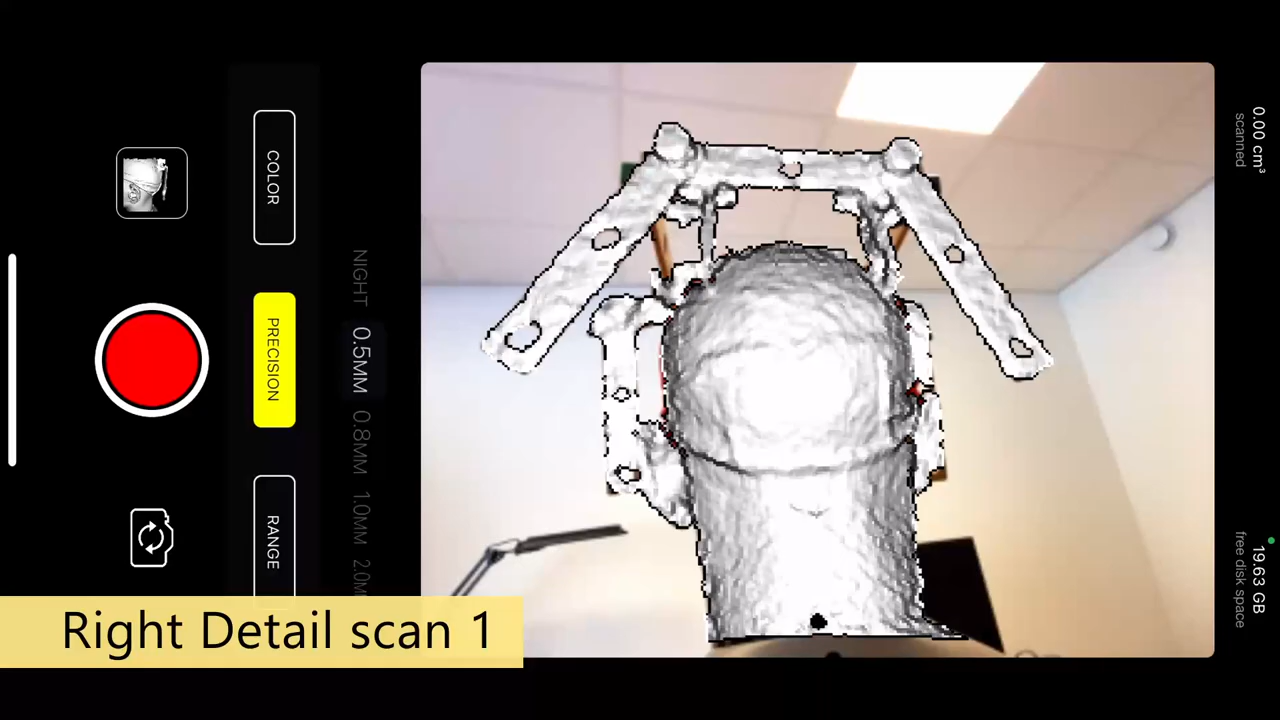 COLOR
PRECISION
RANGE
NIGHT
0.5MM
0.8MM
1.0MM
0.00 cm³
scanned
19.63 GB
free disk space
Right Detail scan 1